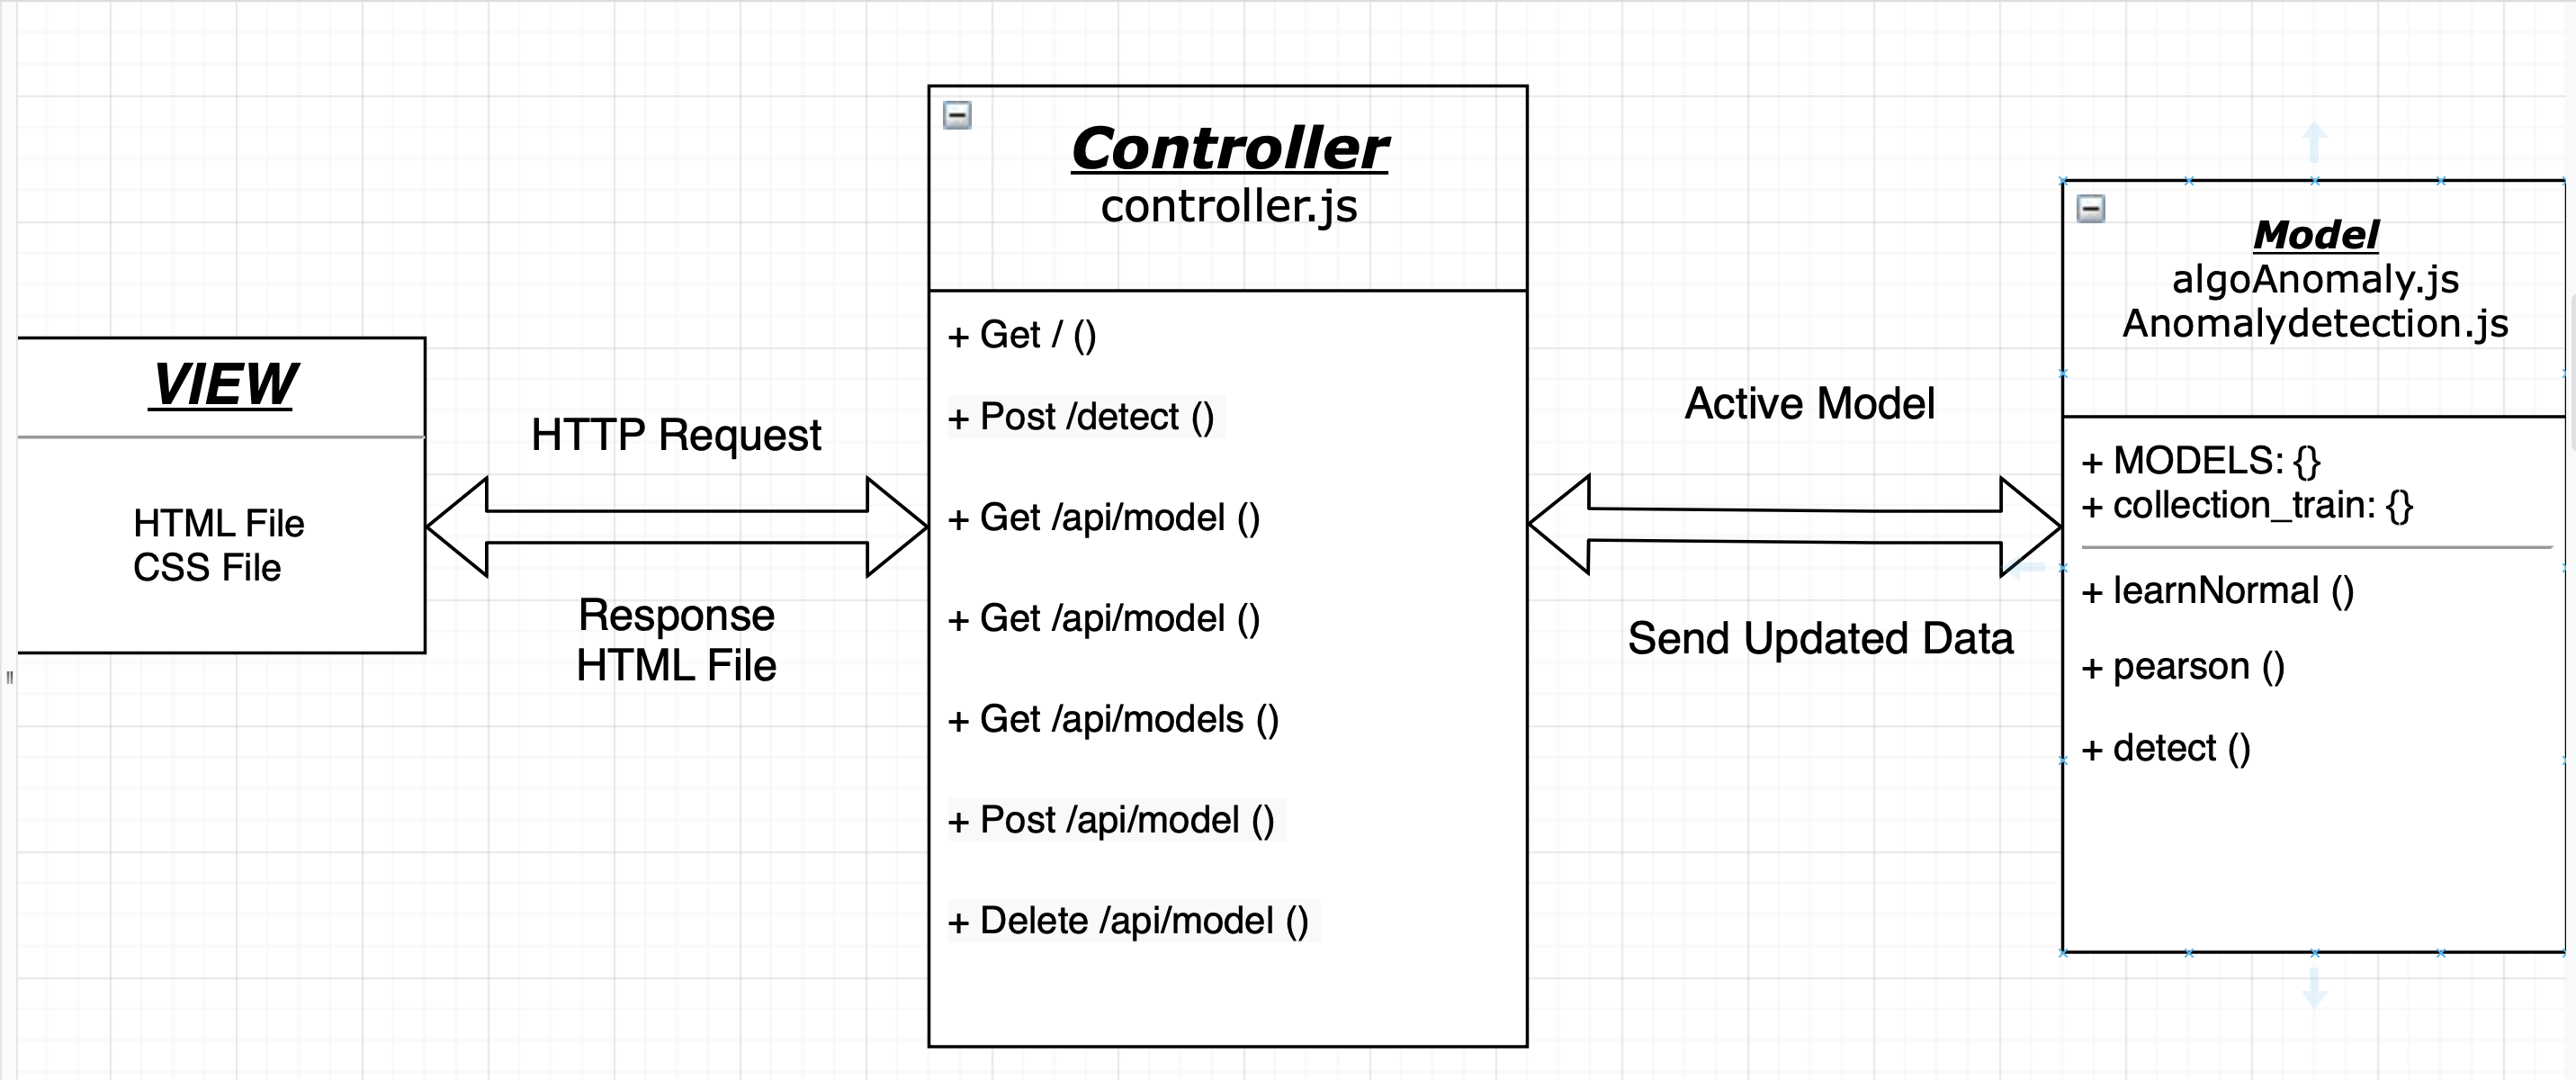 VIEW
HTML File
CSS File
HTTP Request
Response
HTML File
Controller
controller.js
+ Get / ()
+ Post /detect ()
+ Get /api/model ()
+ Get /api/model ()
+ Get /api/models ()
+ Post /api/model ()
+ Delete /api/model ()
Active Model
Send Updated Data
Model
algoAnomaly.js
Anomalydetection.js
+ MODELS: {}
+ collection_train: {}
+ learnNormal ()
+ pearson ()
+ detect ()